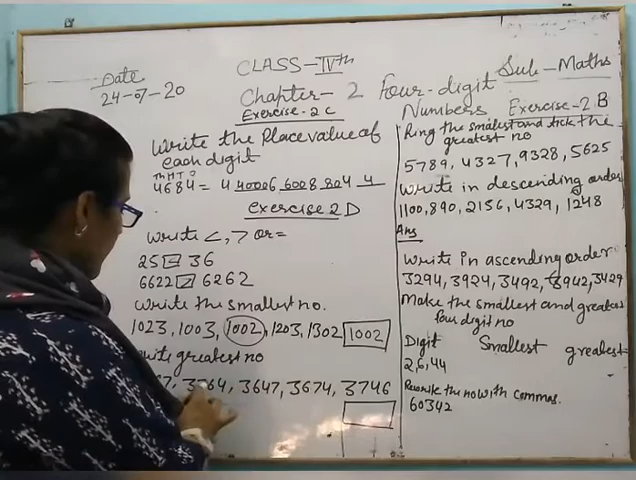 Date
24-07-20
CLASS-IVth
Sub-Maths
Chapter- 2 Four-digit
Numbers Exercise-2B
Exercise-2C
Write the Place value of
each digit
Th H T O
4684 = 4 4000 6 600 8 80 4 4
Exercise 2D
Write <, > or =
25 < 36
6622 > 6262
Write the smallest no.
1023, 1003, 1002, 1203, 1302 1002
greatest no
3647, 3674, 3746
Ring the smallest and tick the
greatest no
5789, 4327, 9328, 5625
Write in descending order
1100, 890, 2156, 4329, 1248
Ans
Write in ascending order
3294, 3924, 3492, 3942, 3429
Make the smallest and greatest
four digit no
Digit Smallest greatest
2,6,44
Rewrite the no with commas.
60342